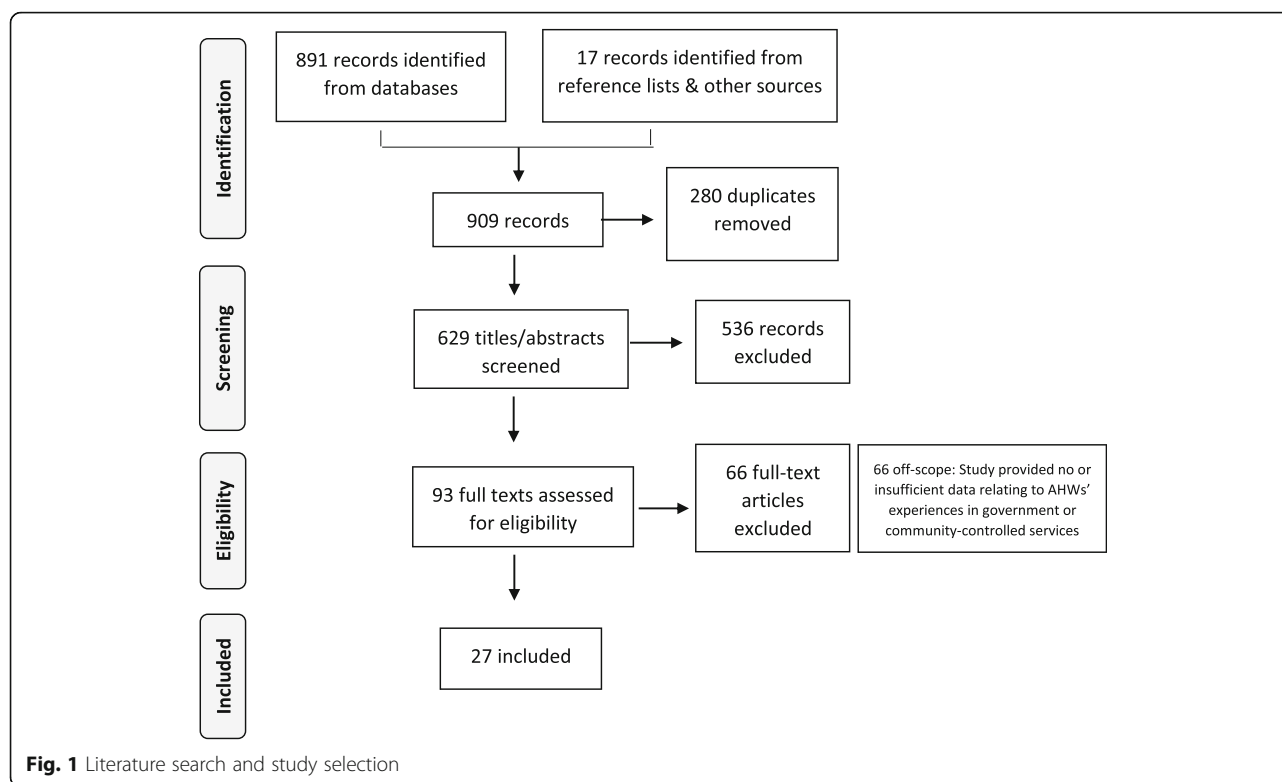 Identification
891 records identified
from databases
17 records identified from
reference lists & other sources
909 records
280 duplicates
removed
Screening
629 titles/abstracts
screened
536 records
excluded
Eligibility
93 full texts assessed
for eligibility
66 full-text
articles
excluded
66 off-scope: Study provided no or
insufficient data relating to AHWs’
experiences in government or
community-controlled services
Included
27 included
Fig. 1 Literature search and study selection